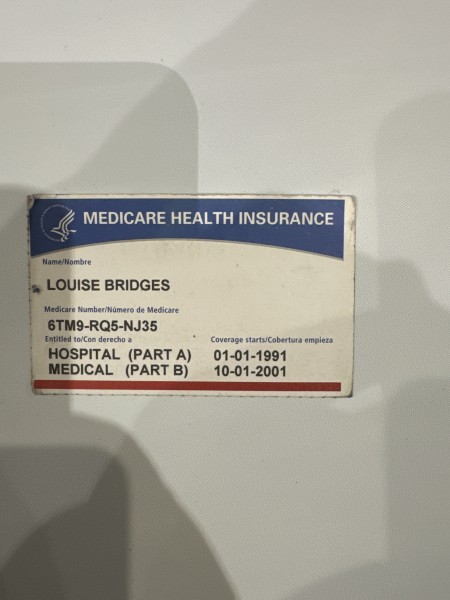 MEDICARE HEALTH INSURANCE
Name/Nombre
LOUISE BRIDGES
Medicare Number/Número de Medicare
6TM9-RQ5-NJ35
Entitled to/Con derecho a Coverage starts/Cobertura empieza
HOSPITAL (PART A) 01-01-1991
MEDICAL (PART B) 10-01-2001